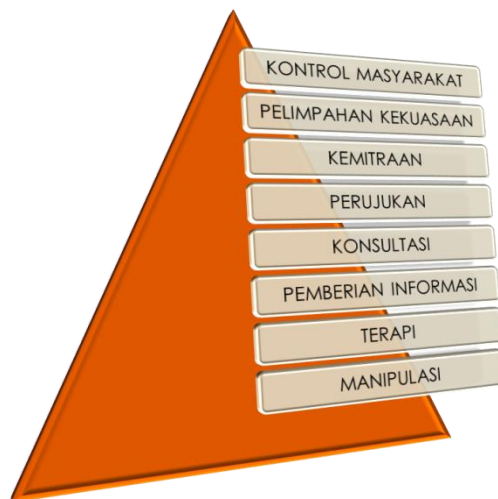 KONTROL MASYARAKAT
PELIMPAHAN KEKUASAAN
KEMITRAAN
PERUJUKAN
KONSULTASI
PEMBERIAN INFORMASI
TERAPI
MANIPULASI